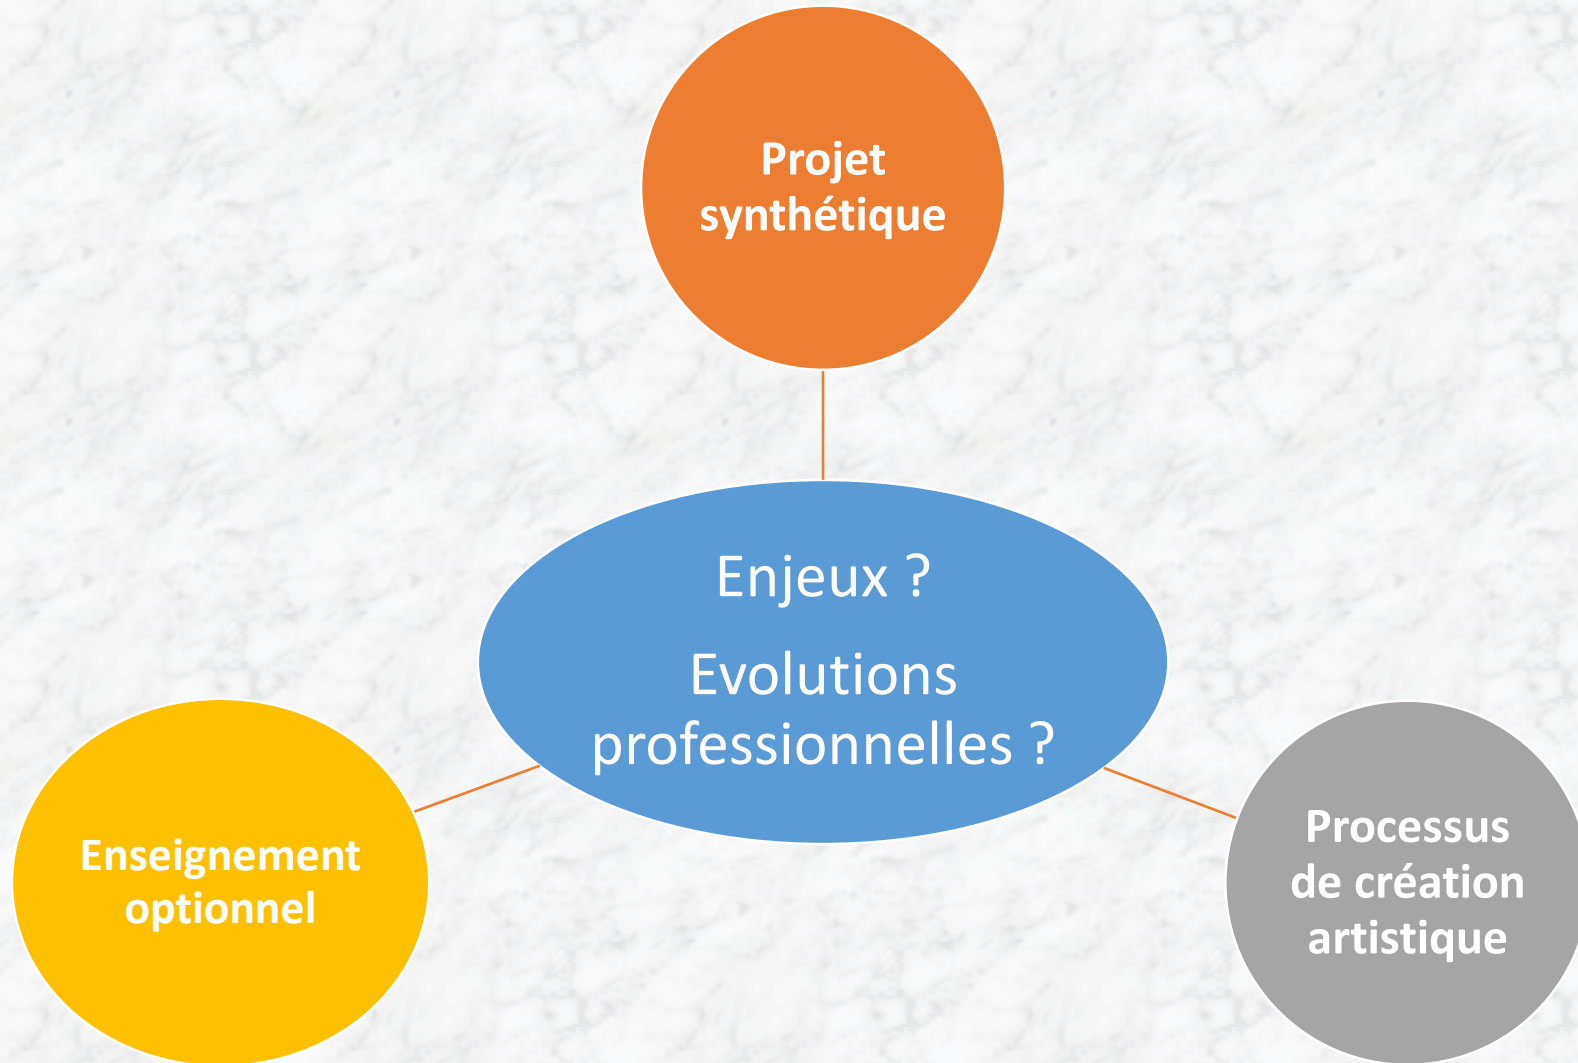 Projet
synthétique
Enjeux ?
Evolutions
professionnelles ?
Enseignement
optionnel
Processus
de création
artistique